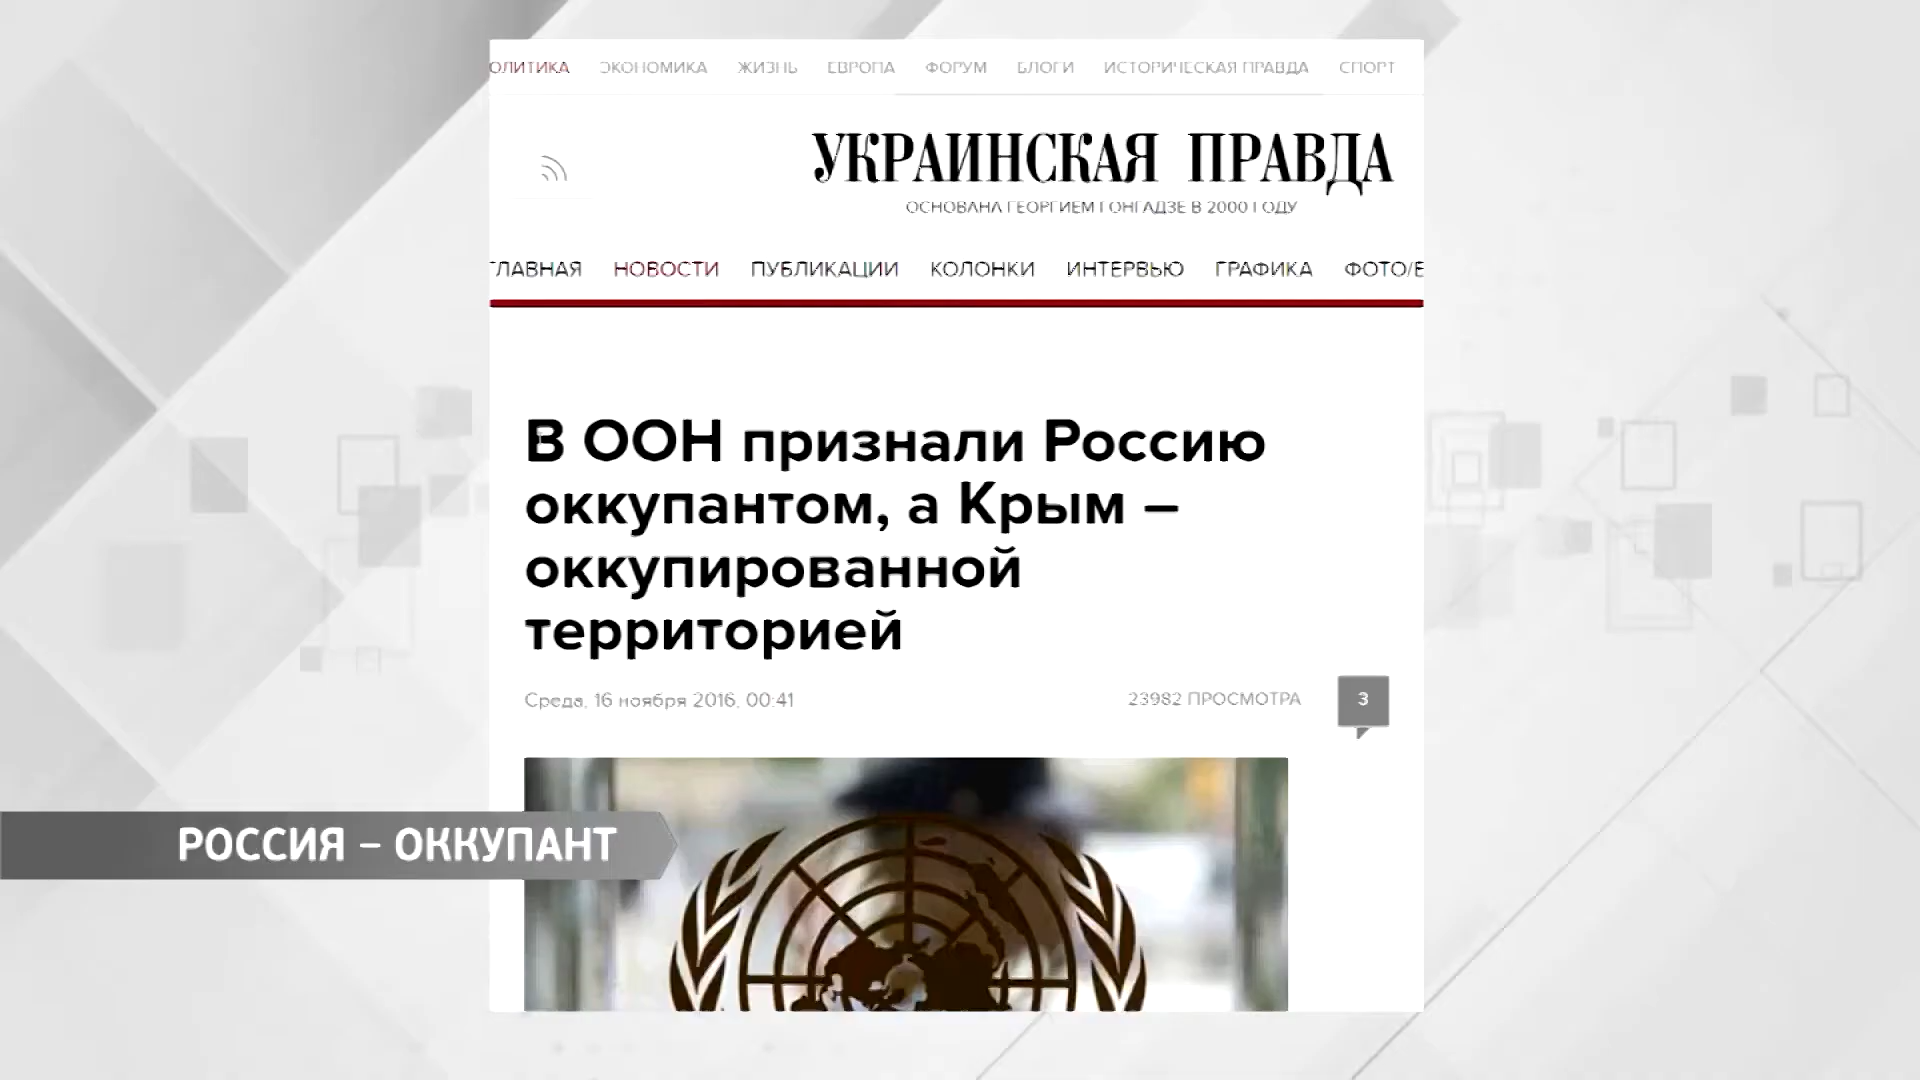 ОЛИТИКА ЭКОНОМИКА ЖИЗНЬ ЕВРОПА ФОРУМ БЛОГИ ИСТОРИЧЕСКАЯ ПРАВДА СПОРТ
УКРАИНСКАЯ ПРАВДА
ОСНОВАНА ГЕОРГИЕМ ГОНГАДЗЕ В 2000 ГОДУ
ГЛАВНАЯ НОВОСТИ ПУБЛИКАЦИИ КОЛОНКИ ИНТЕРВЬЮ ГРАФИКА ФОТО/
В ООН признали Россию
оккупантом, а Крым –
оккупированной
территорией
Среда, 16 ноября 2016, 00:41 23982 ПРОСМОТРА 3
РОССИЯ – ОККУПАНТ